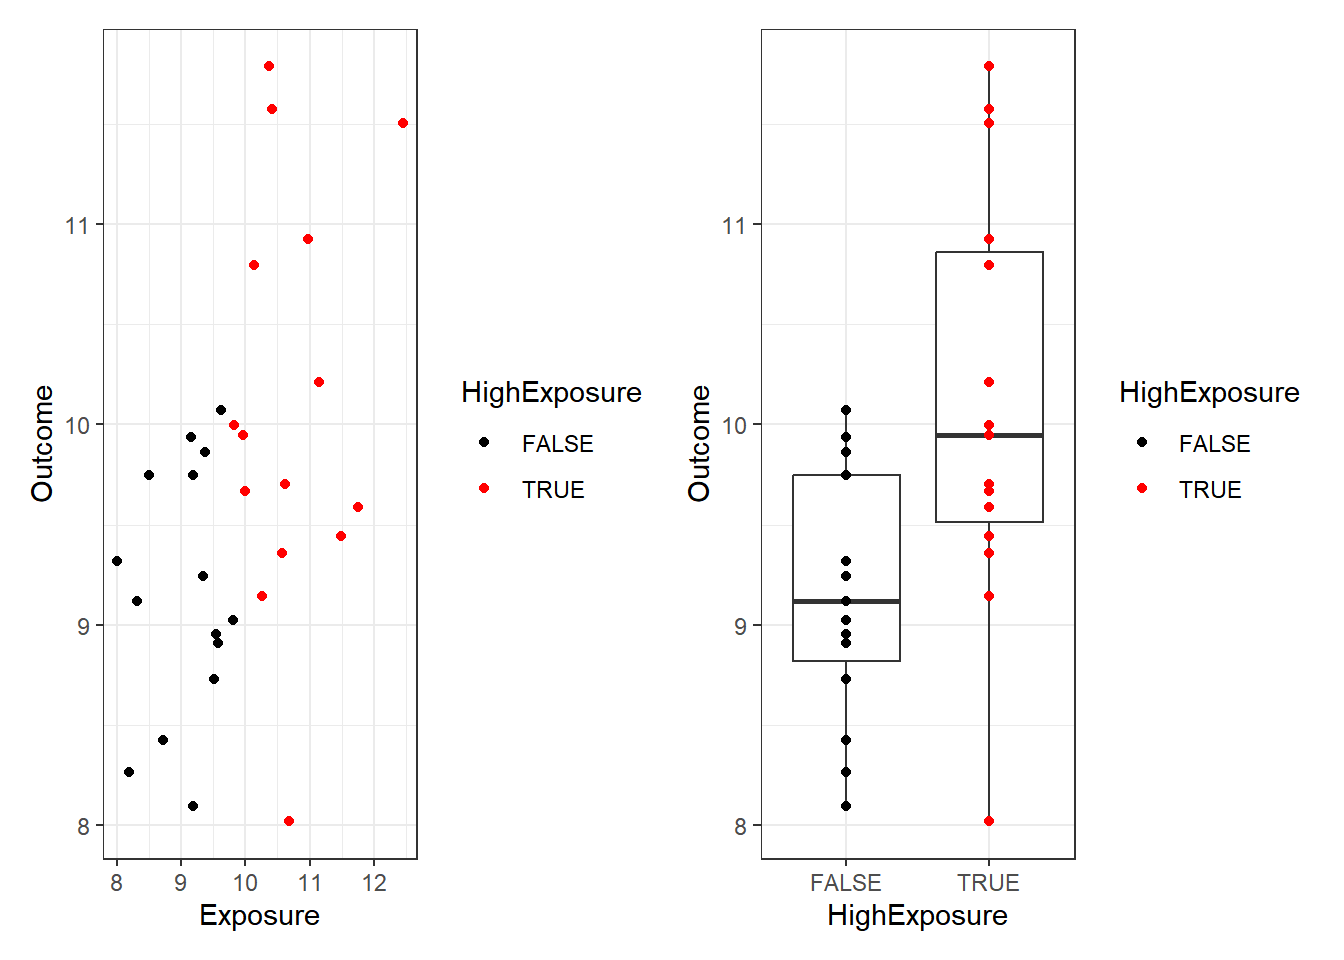 Outcome
11
10
9
8
8 9 10 11 12
Exposure
HighExposure
FALSE
TRUE
Outcome
11
10
9
8
FALSE TRUE
HighExposure
HighExposure
FALSE
TRUE